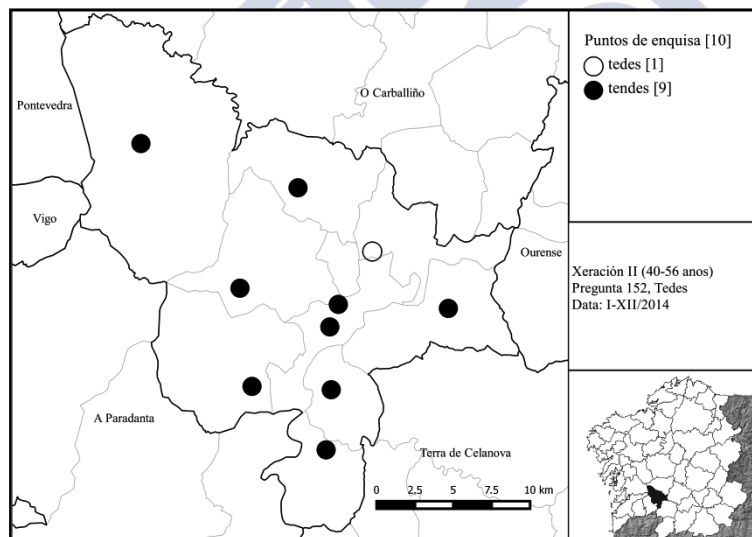 Puntos de enquisa [10]
tedes [1]
tendes [9]
Pontevedra
O Carballiño
Vigo
Ourense
Xeración II (40-56 anos)
Pregunta 152, Tedes
Data: I-XII/2014
A Paradanta
Terra de Celanova
0 2,5 5 7.5 10 km